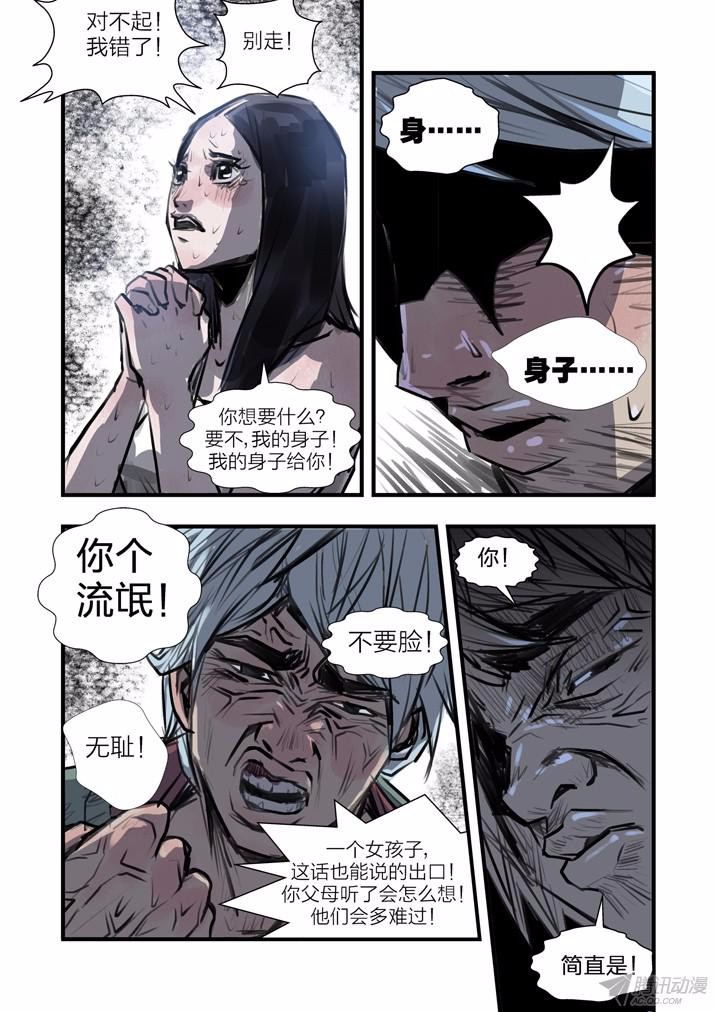 对不起！
我错了！
别走！
你想要什么？
要不，我的身子！
我的身子给你！
身……
身子……
你个
流氓！
不要脸！
无耻！
一个女孩子，
这话也能说的出口！
你父母听了会怎么想！
他们会多难过！
你！
简直是！
腾讯动漫
AC.QQ.COM